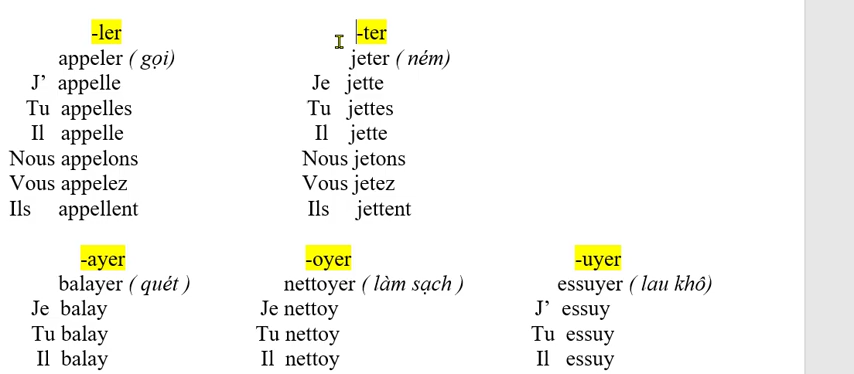 -ler -ter
appeler ( gọi) jeter ( ném)
J’ appelle Je jette
Tu appelles Tu jettes
Il appelle Il jette
Nous appelons Nous jetons
Vous appelez Vous jetez
Ils appellent Ils jettent
-ayer -oyer -uyer
balayer ( quét ) nettoyer ( làm sạch ) essuyer ( lau khô)
Je balay Je nettoy J’ essuy
Tu balay Tu nettoy Tu essuy
Il balay Il nettoy Il essuy